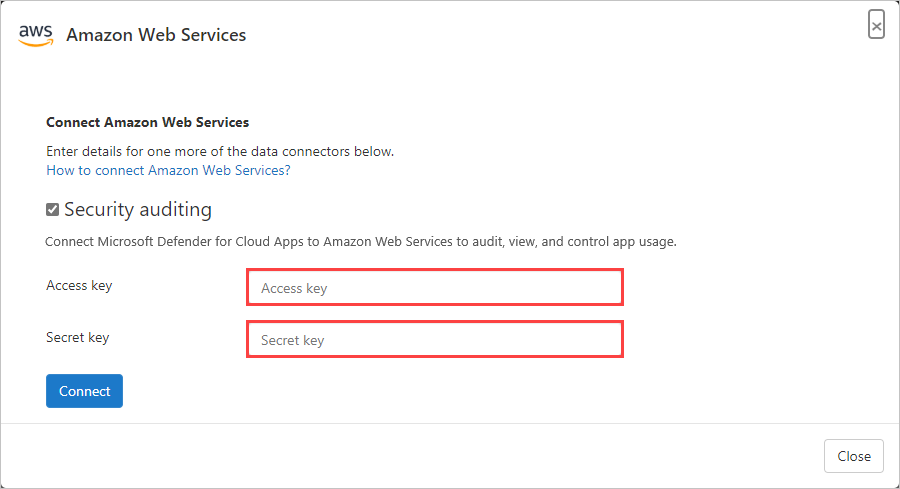 aws Amazon Web Services
×
Connect Amazon Web Services
Enter details for one more of the data connectors below.
How to connect Amazon Web Services?
Security auditing
Connect Microsoft Defender for Cloud Apps to Amazon Web Services to audit, view, and control app usage.
Access key Access key
Secret key Secret key
Connect
Close